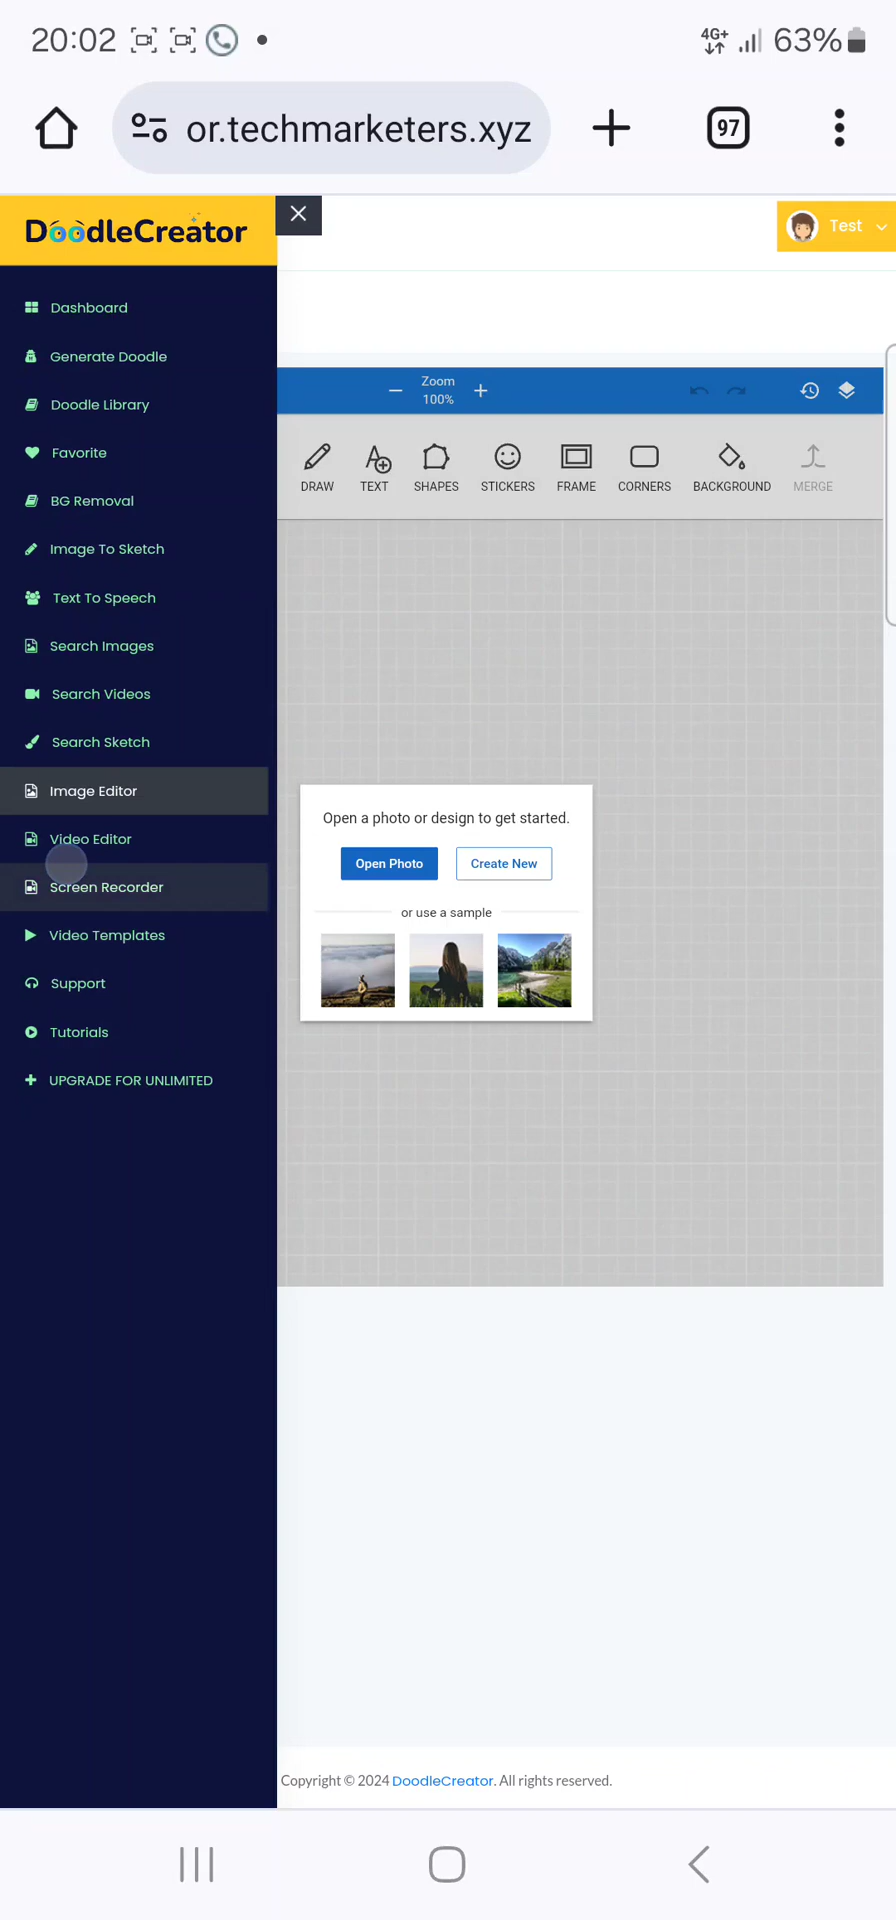 20:02
4G+
63%
or.techmarketers.xyz
97
DoodleCreator
Test
Dashboard
Generate Doodle
Doodle Library
Favorite
BG Removal
Image To Sketch
Text To Speech
Search Images
Search Videos
Search Sketch
Image Editor
Video Editor
Screen Recorder
Video Templates
Support
Tutorials
UPGRADE FOR UNLIMITED
Zoom
100%
DRAW TEXT SHAPES STICKERS FRAME CORNERS BACKGROUND MERGE
Open a photo or design to get started.
Open Photo Create New
or use a sample
Copyright © 2024 DoodleCreator. All rights reserved.